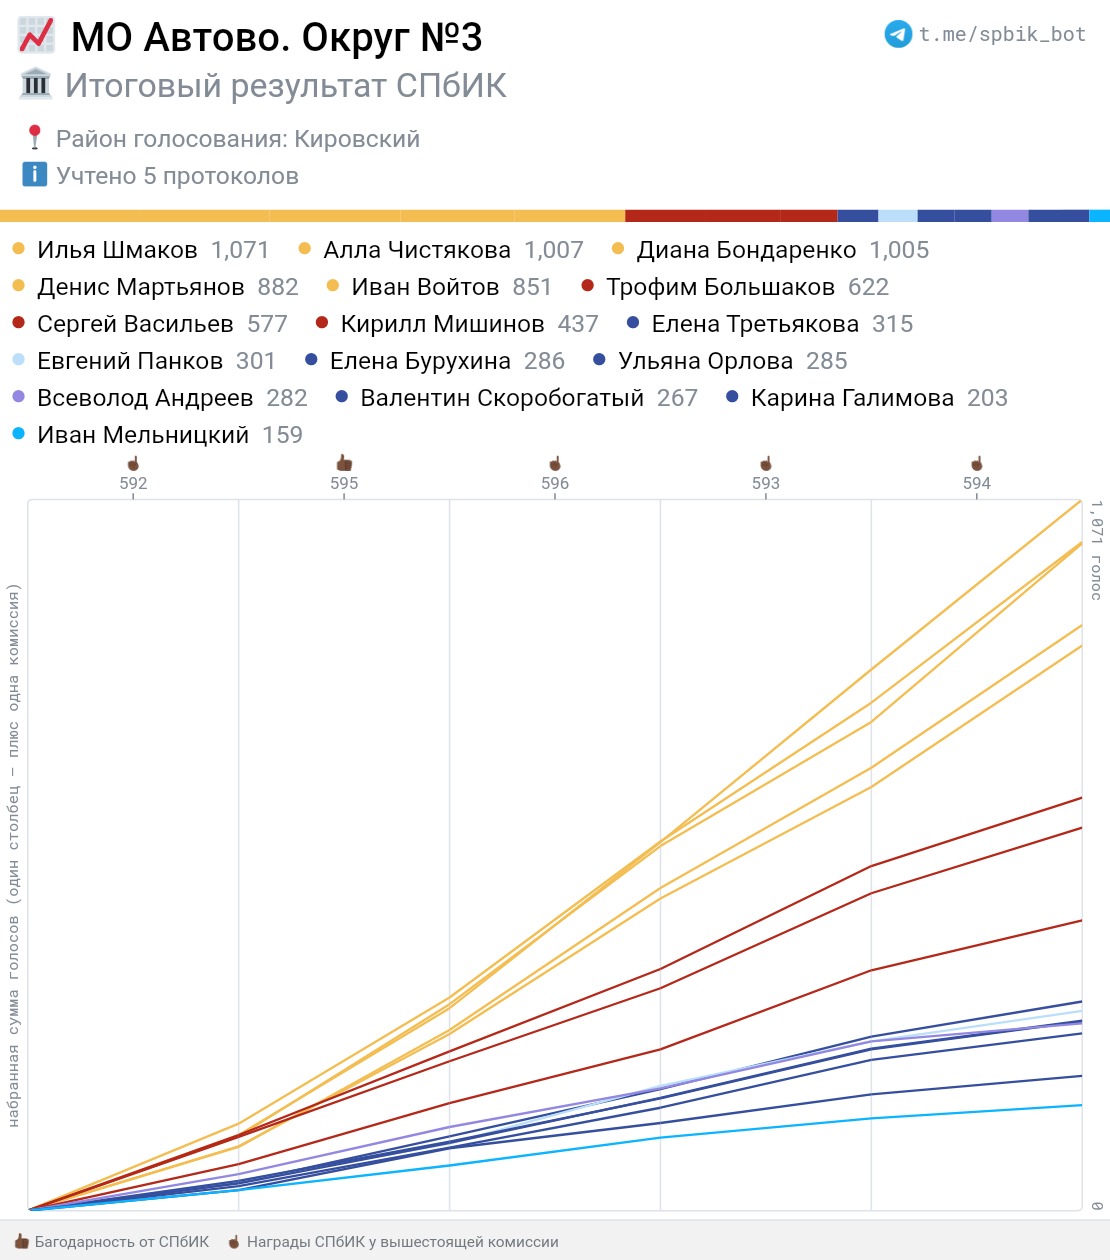 МО Автово. Округ №3
t.me/spbik_bot
Итоговый результат СПбИК
Район голосования: Кировский
Учтено 5 протоколов
Илья Шмаков 1,071 Алла Чистякова 1,007 Диана Бондаренко 1,005
Денис Мартьянов 882 Иван Войтов 851 Трофим Большаков 622
Сергей Васильев 577 Кирилл Мишинов 437 Елена Третьякова 315
Евгений Панков 301 Елена Бурухина 286 Ульяна Орлова 285
Всеволод Андреев 282 Валентин Скоробогатый 267 Карина Галимова 203
Иван Мельницкий 159
592 595 596 593 594
1,071 голос
набранная сумма голосов (один столбец – плюс одна комиссия)
0
Багодарность от СПбИК Награды СПбИК у вышестоящей комиссии